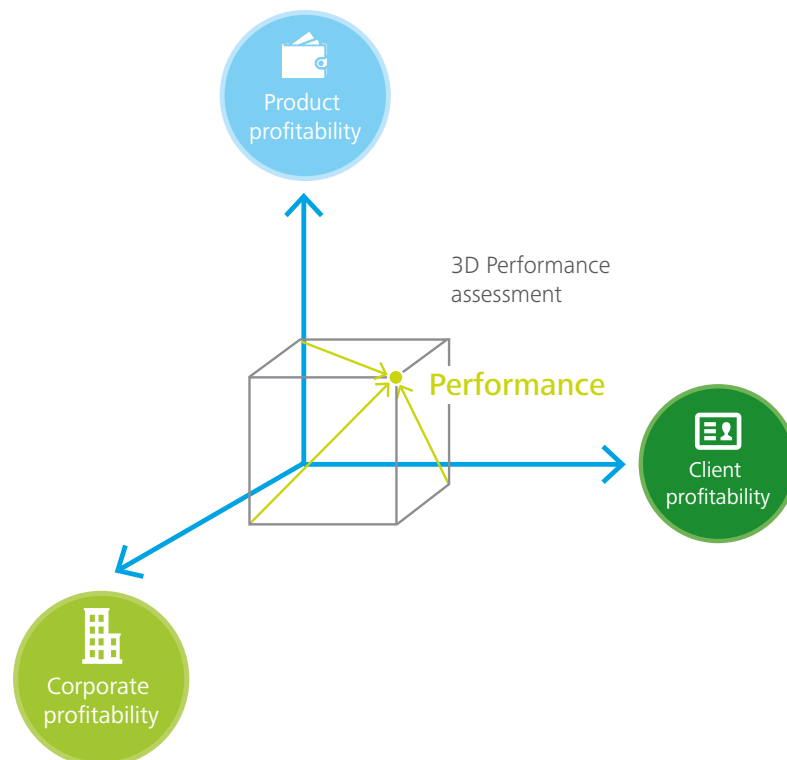 Product
profitability
3D Performance
assessment
Performance
Client
profitability
Corporate
profitability